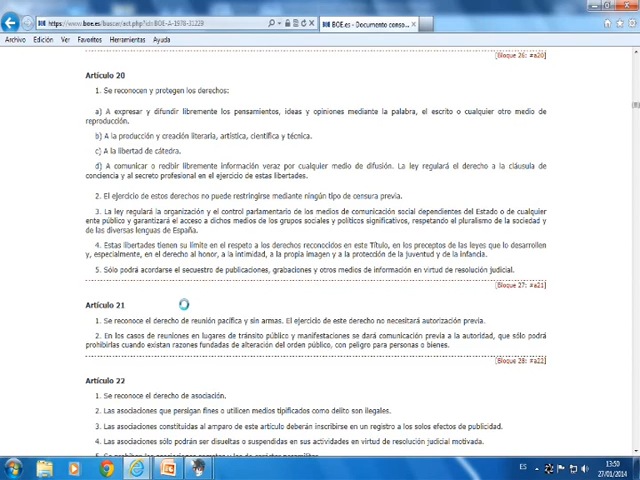 https://www.boe.es/buscar/act.php?id=BOE-A-1978-31229
BOE.es - Documento conso...
Archivo Edición Ver Favoritos Herramientas Ayuda
[Bloque 26: #a20]
Artículo 20
1. Se reconocen y protegen los derechos:
a) A expresar y difundir libremente los pensamientos, ideas y opiniones mediante la palabra, el escrito o cualquier otro medio de
reproducción.
b) A la producción y creación literaria, artística, científica y técnica.
c) A la libertad de cátedra.
d) A comunicar o recibir libremente información veraz por cualquier medio de difusión. La ley regulará el derecho a la cláusula de
conciencia y al secreto profesional en el ejercicio de estas libertades.
2. El ejercicio de estos derechos no puede restringirse mediante ningún tipo de censura previa.
3. La ley regulará la organización y el control parlamentario de los medios de comunicación social dependientes del Estado o de cualquier
ente público y garantizará el acceso a dichos medios de los grupos sociales y políticos significativos, respetando el pluralismo de la sociedad y
de las diversas lenguas de España.
4. Estas libertades tienen su límite en el respeto a los derechos reconocidos en este Título, en los preceptos de las leyes que lo desarrollen
y, especialmente, en el derecho al honor, a la intimidad, a la propia imagen y a la protección de la juventud y de la infancia.
5. Sólo podrá acordarse el secuestro de publicaciones, grabaciones y otros medios de información en virtud de resolución judicial.
[Bloque 27: #a21]
Artículo 21
1. Se reconoce el derecho de reunión pacífica y sin armas. El ejercicio de este derecho no necesitará autorización previa.
2. En los casos de reuniones en lugares de tránsito público y manifestaciones se dará comunicación previa a la autoridad, que sólo podrá
prohibirlas cuando existan razones fundadas de alteración del orden público, con peligro para personas o bienes.
[Bloque 28: #a22]
Artículo 22
1. Se reconoce el derecho de asociación.
2. Las asociaciones que persigan fines o utilicen medios tipificados como delito son ilegales.
3. Las asociaciones constituidas al amparo de este artículo deberán inscribirse en un registro a los solos efectos de publicidad.
4. Las asociaciones sólo podrán ser disueltas o suspendidas en sus actividades en virtud de resolución judicial motivada.
5. Se prohíben las asociaciones secretas y las de carácter paramilitar.
ES
13:50
27/01/2014